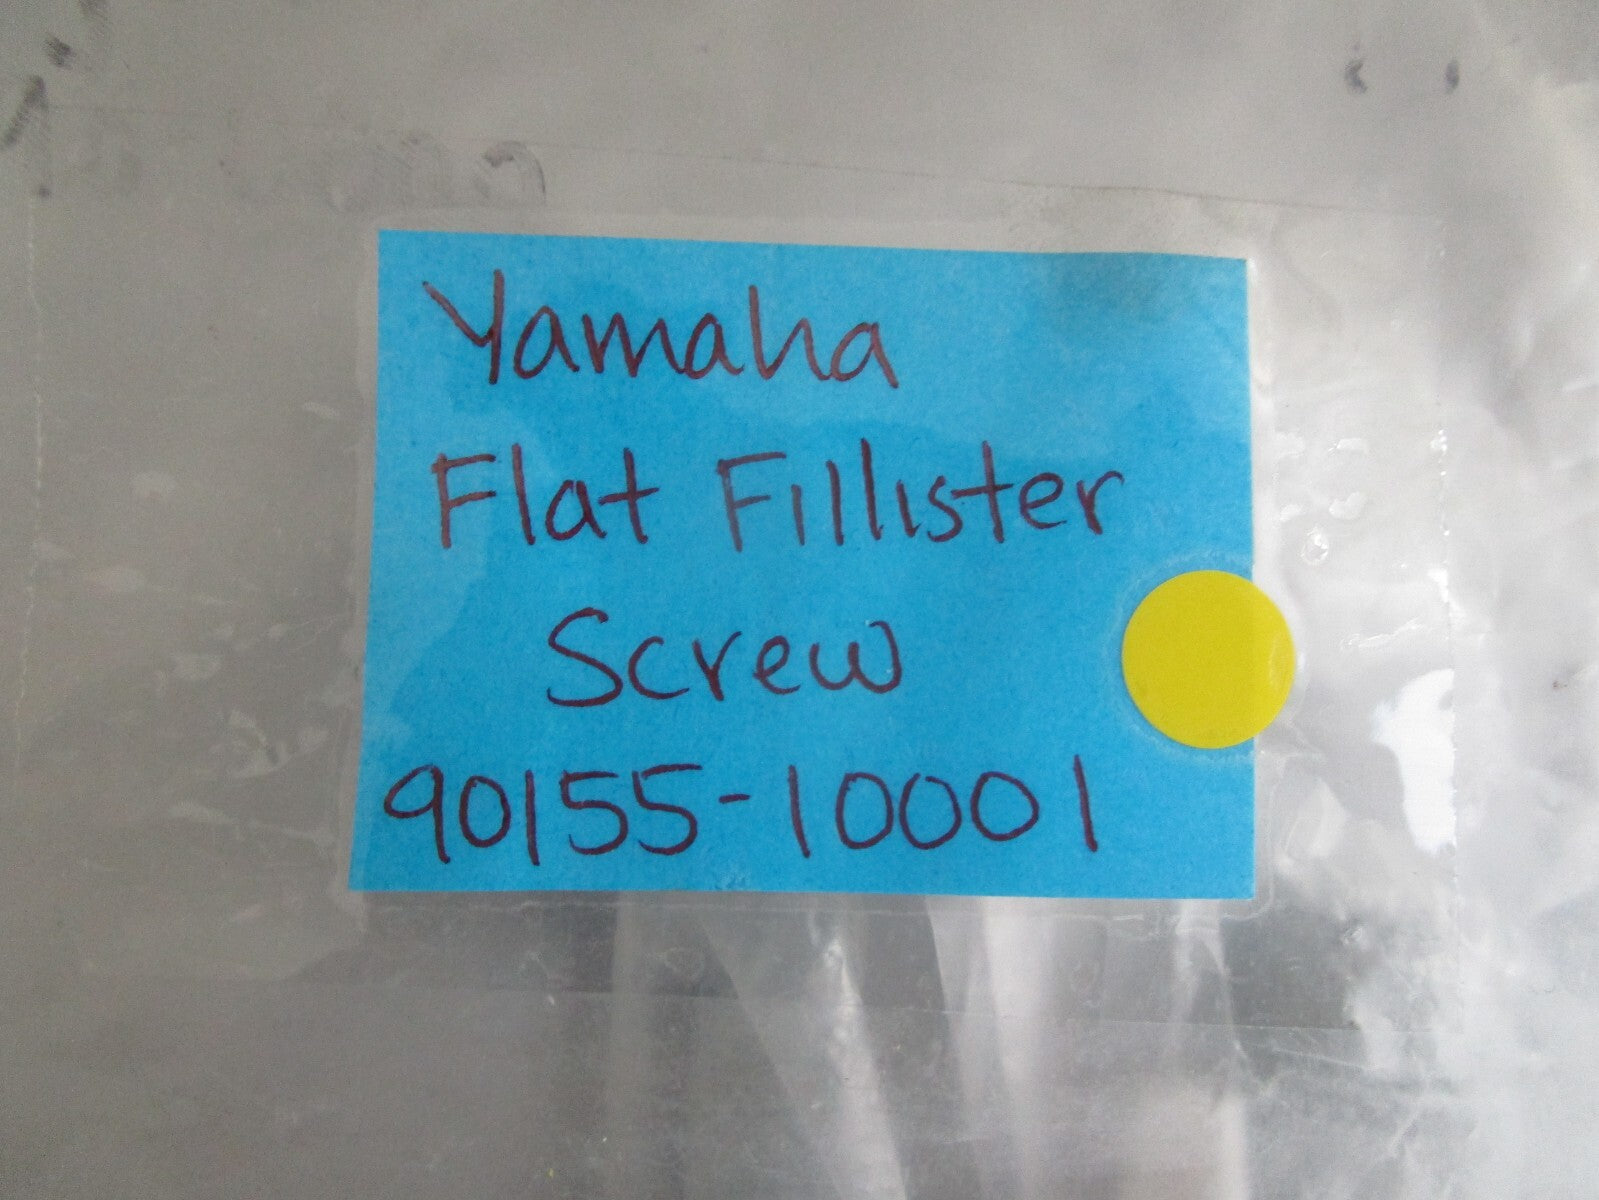 Yamaha
Flat Fillister
Screw
90155-10001